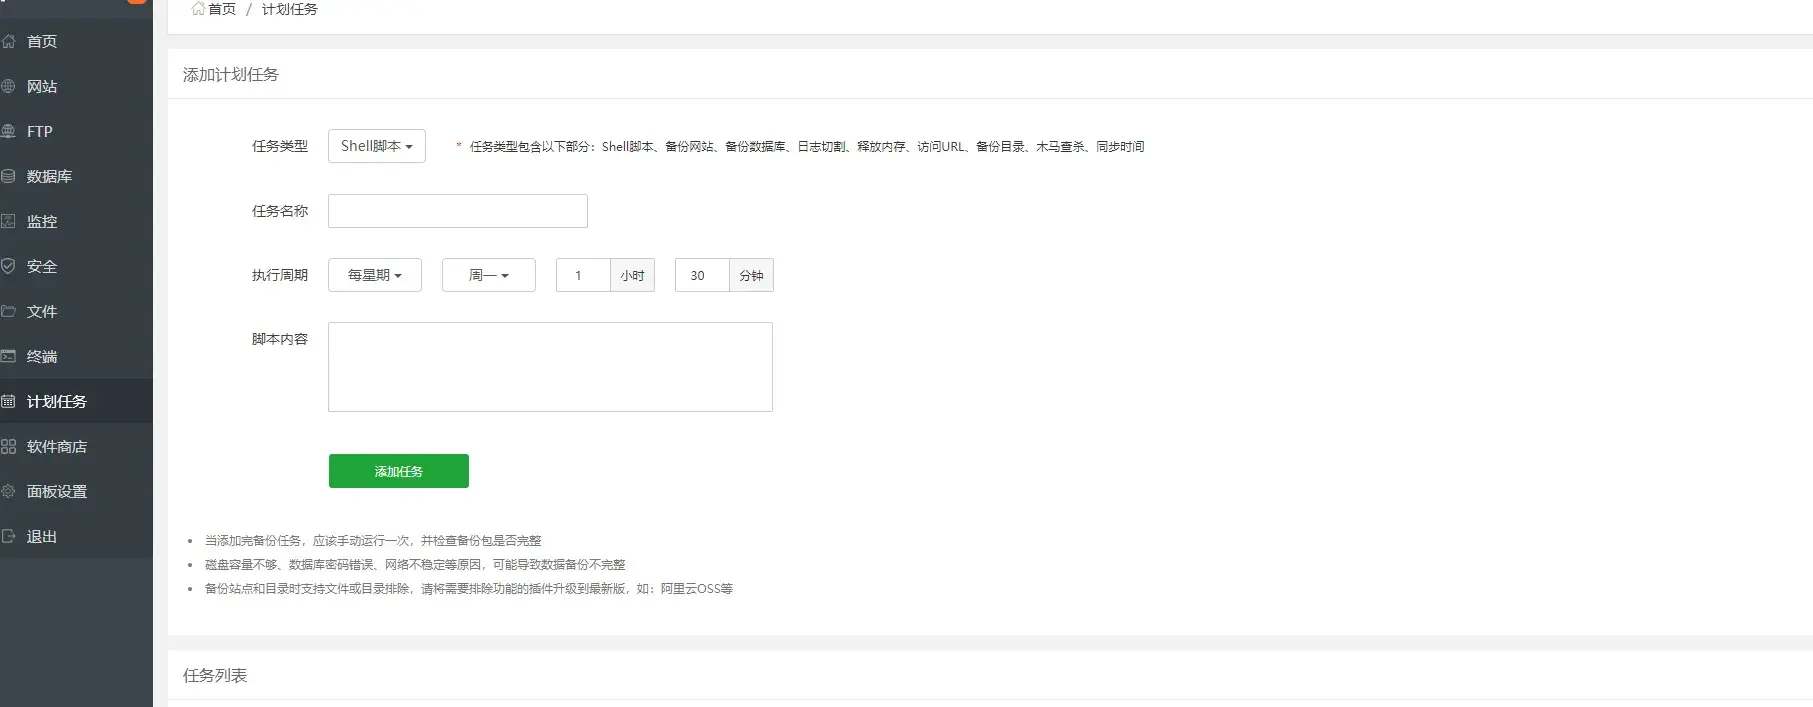 首页 / 计划任务
首页
网站
FTP
数据库
监控
安全
文件
终端
计划任务
软件商店
面板设置
退出
添加计划任务
任务类型 Shell脚本 * 任务类型包含以下部分：Shell脚本、备份网站、备份数据库、日志切割、释放内存、访问URL、备份目录、木马查杀、同步时间
任务名称
执行周期 每星期 周一 1 小时 30 分钟
脚本内容
添加任务
当添加完备份任务，应该手动运行一次，并检查备份包是否完整
磁盘容量不够、数据库密码错误、网络不稳定等原因，可能导致数据备份不完整
备份站点和目录时支持文件或目录排除，请将需要排除功能的插件升级到最新版，如：阿里云OSS等
任务列表